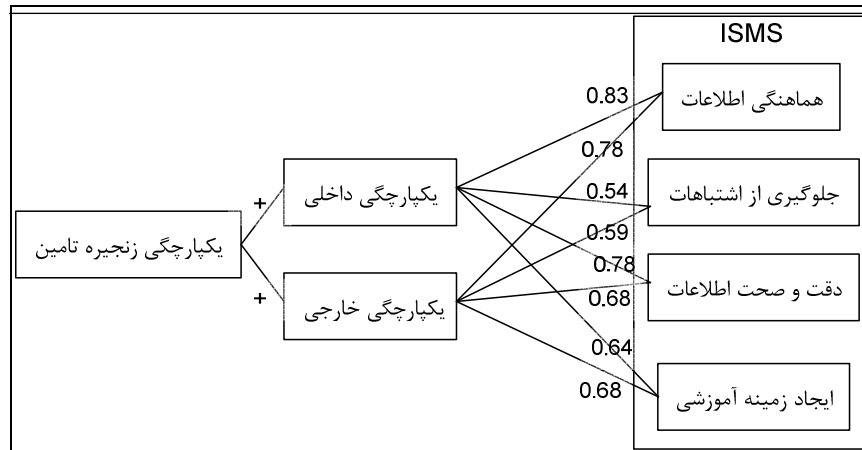 ISMS
هماهنگی اطلاعات
0.83
0.78
جلوگیری از اشتباهات
یکپارچگی داخلی
0.54
+
0.59
یکپارچگی زنجیره تامین
0.78
دقت و صحت اطلاعات
یکپارچگی خارجی
0.68
+
0.64
ایجاد زمینه آموزشی
0.68